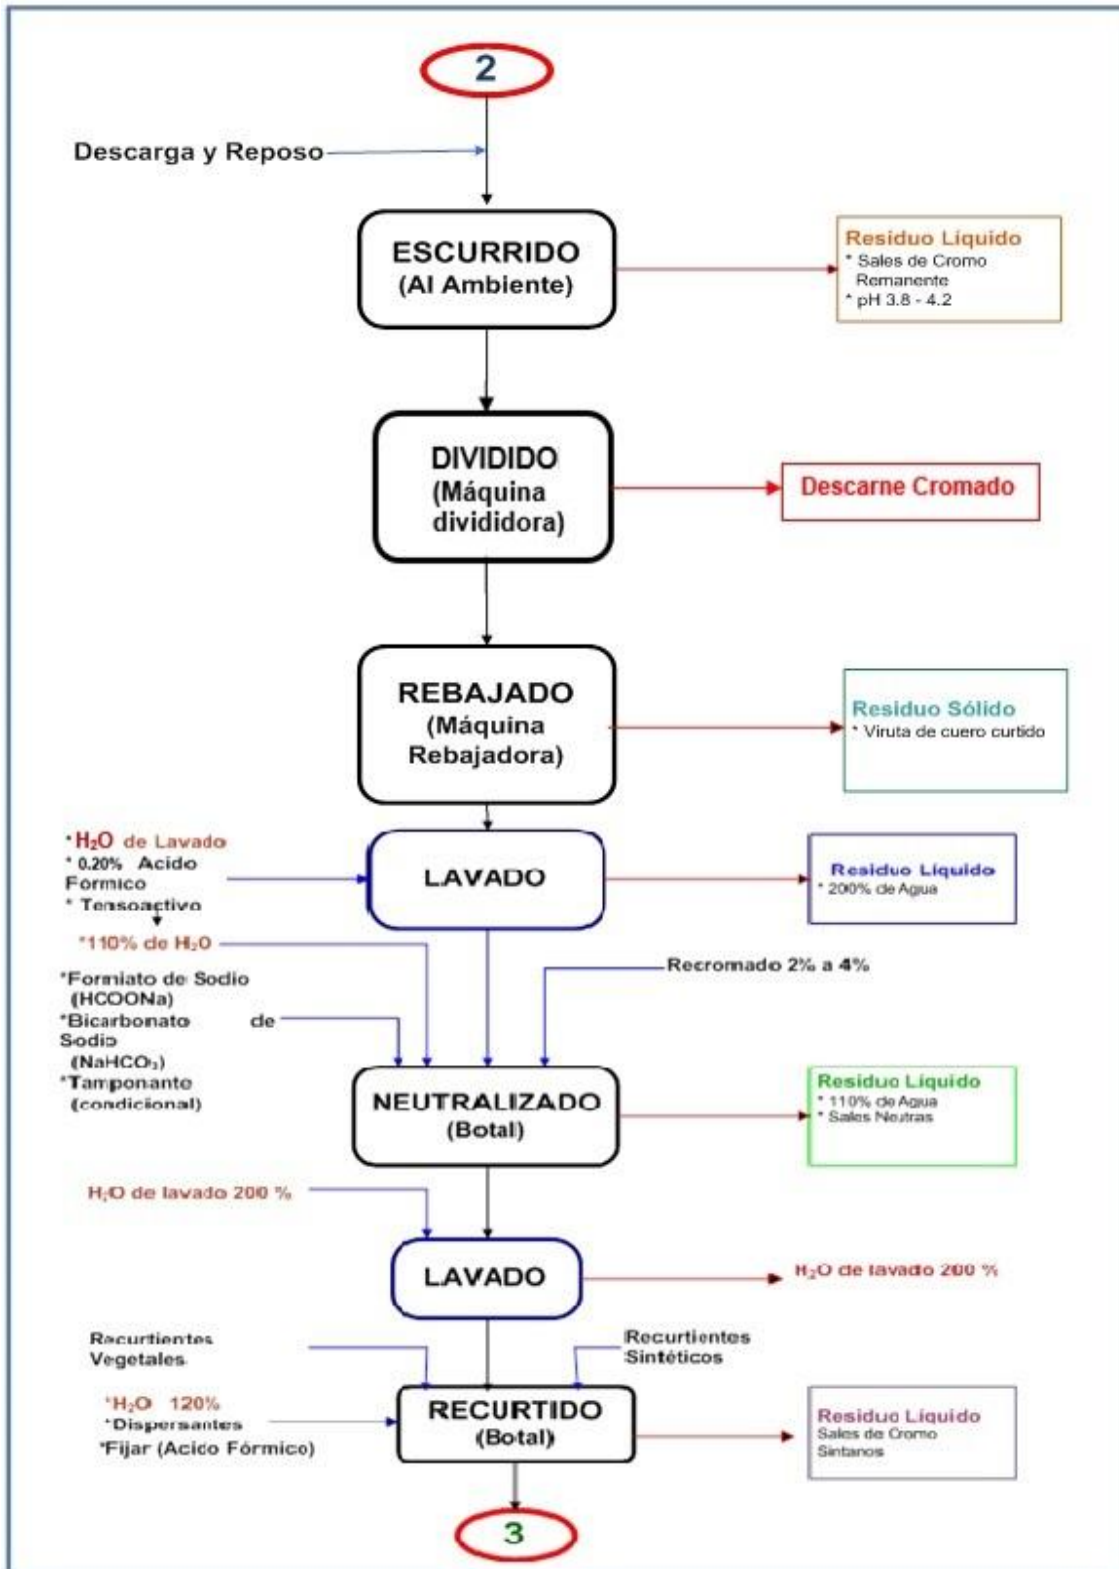 2
Descarga y Reposo
ESCURRIDO
(Al Ambiente)
Residuo Líquido
* Sales de Cromo
Remanente
* pH 3.8 - 4.2
DIVIDIDO
(Máquina
divididora)
Descarne Cromado
REBAJADO
(Máquina
Rebajadora)
Residuo Sólido
* Viruta de cuero curtido
*H₂O de Lavado
* 0.20% Acido
Fórmico
* Tensoactivo
LAVADO
Residuo Líquido
* 200% de Agua
*110% de H₂O
Recromado 2% a 4%
*Formiato de Sodio
(HCOONa)
*Bicarbonato de
Sodio
(NaHCO₃)
*Tamponante
(condicional)
NEUTRALIZADO
(Botal)
Residuo Líquido
* 110% de Agua
* Sales Neutras
H₂O de lavado 200 %
LAVADO
H₂O de lavado 200 %
Recurtientes
Vegetales
Recurtientes
Sintéticos
*H₂O 120%
*Dispersantes
*Fijar (Acido Fórmico)
RECURTIDO
(Botal)
Residuo Líquido
Sales de Cromo
Sintanos
3